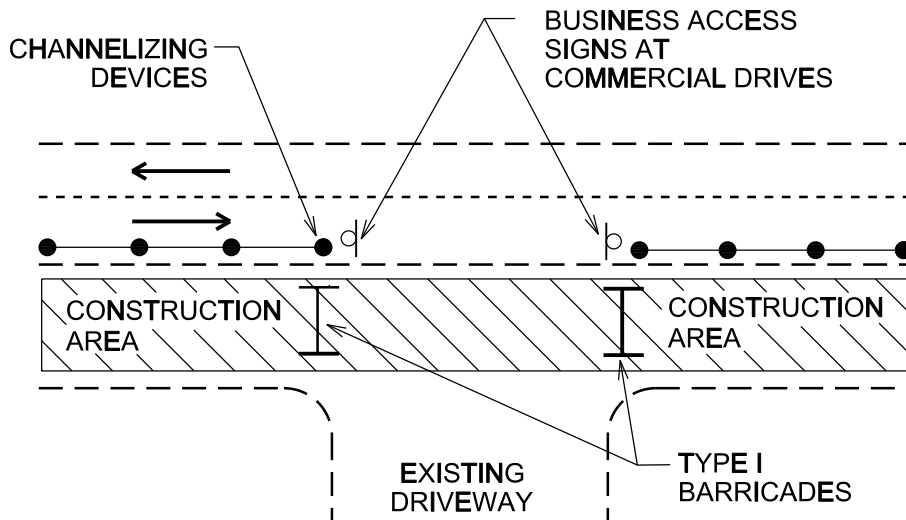 CHANNELIZING
DEVICES
BUSINESS ACCESS
SIGNS AT
COMMERCIAL DRIVES
CONSTRUCTION
AREA
CONSTRUCTION
AREA
EXISTING
DRIVEWAY
TYPE I
BARRICADES